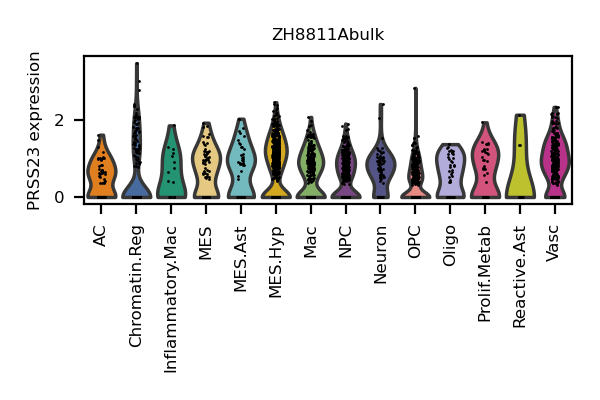 ZH8811Abulk
PRSS23 expression
2
0
AC
Chromatin.Reg
Inflammatory.Mac
MES
MES.Ast
MES.Hyp
Mac
NPC
Neuron
OPC
Oligo
Prolif.Metab
Reactive.Ast
Vasc